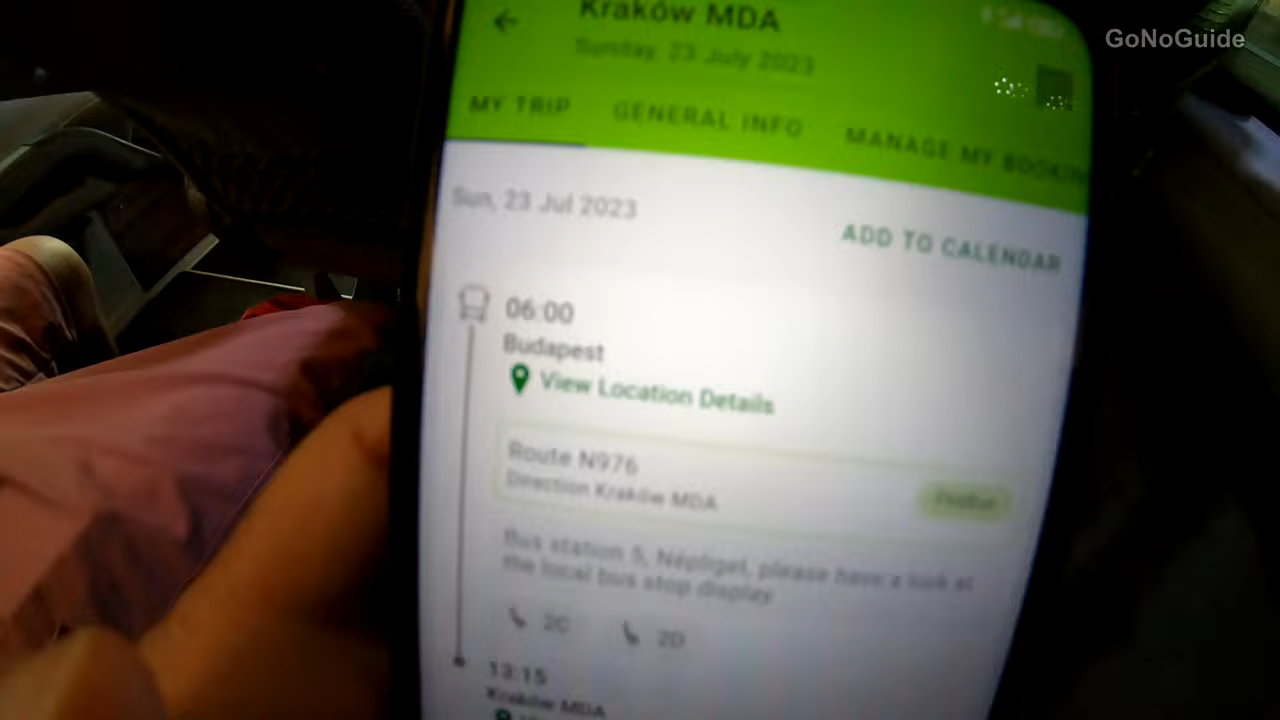 GoNoGuide
Kraków MDA
Sunday, 23 July 2023
MY TRIP GENERAL INFO MANAGE MY BOOKIN
Sun, 23 Jul 2023
ADD TO CALENDAR
06:00
Budapest
View Location Details
Route N976
Direction Kraków MDA
FlixBus
Bus station 5, Népliget, please have a look at
the local bus stop display
2C 2D
13:15
Kraków MDA